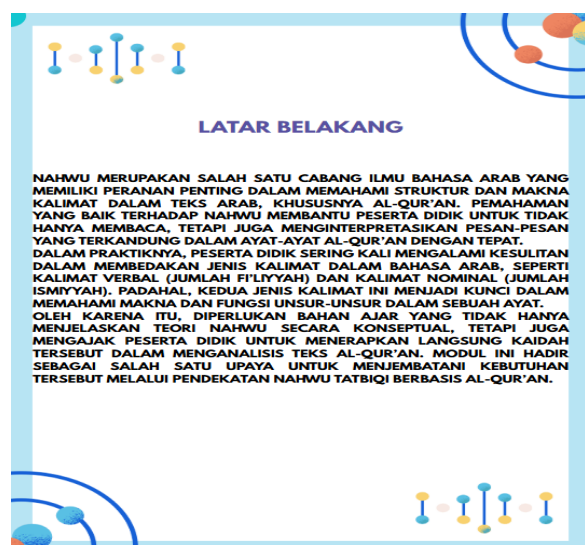 LATAR BELAKANG
NAHWU MERUPAKAN SALAH SATU CABANG ILMU BAHASA ARAB YANG
MEMILIKI PERANAN PENTING DALAM MEMAHAMI STRUKTUR DAN MAKNA
KALIMAT DALAM TEKS ARAB, KHUSUSNYA AL-QUR'AN. PEMAHAMAN
YANG BAIK TERHADAP NAHWU MEMBANTU PESERTA DIDIK UNTUK TIDAK
HANYA MEMBACA, TETAPI JUGA MENGINTERPRETASIKAN PESAN-PESAN
YANG TERKANDUNG DALAM AYAT-AYAT AL-QUR'AN DENGAN TEPAT.
DALAM PRAKTIKNYA, PESERTA DIDIK SERING KALI MENGALAMI KESULITAN
DALAM MEMBEDAKAN JENIS KALIMAT DALAM BAHASA ARAB, SEPERTI
KALIMAT VERBAL (JUMLAH FI'LIYYAH) DAN KALIMAT NOMINAL (JUMLAH
ISMIYYAH). PADAHAL, KEDUA JENIS KALIMAT INI MENJADI KUNCI DALAM
MEMAHAMI MAKNA DAN FUNGSI UNSUR-UNSUR DALAM SEBUAH AYAT.
OLEH KARENA ITU, DIPERLUKAN BAHAN AJAR YANG TIDAK HANYA
MENJELASKAN TEORI NAHWU SECARA KONSEPTUAL, TETAPI JUGA
MENGAJAK PESERTA DIDIK UNTUK MENERAPKAN LANGSUNG KAIDAH
TERSEBUT DALAM MENGANALISIS TEKS AL-QUR'AN. MODUL INI HADIR
SEBAGAI SALAH SATU UPAYA UNTUK MENJEMBATANI KEBUTUHAN
TERSEBUT MELALUI PENDEKATAN NAHWU TATBIQI BERBASIS AL-QUR'AN.